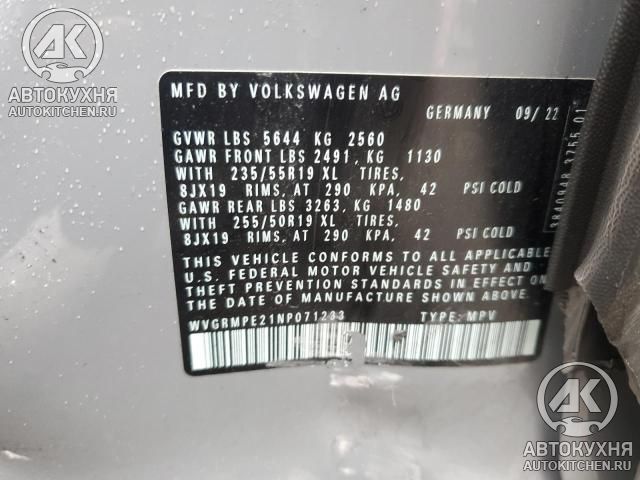 AK
АВТОКУХНЯ
AUTOKITCHEN.RU
MFD BY VOLKSWAGEN AG
GERMANY 09/ 22
GVWR LBS 5644 KG 2560
GAWR FRONT LBS 2491, KG 1130
WITH 235/55R19 XL TIRES,
8JX19 RIMS, AT 290 KPA, 42 PSI COLD
GAWR REAR LBS 3263, KG 1480
WITH 255/50R19 XL TIRES,
8JX19 RIMS, AT 290 KPA, 42 PSI COLD
THIS VEHICLE CONFORMS TO ALL APPLICABLE
U.S. FEDERAL MOTOR VEHICLE SAFETY AND
THEFT PREVENTION STANDARDS IN EFFECT
ON THE DATE OF MANUFACTURE SHOWN ABOVE
WVGRMPE21NP071233 TYPE: MPV
3755 01
AK
АВТОКУХНЯ
AUTOKITCHEN.RU